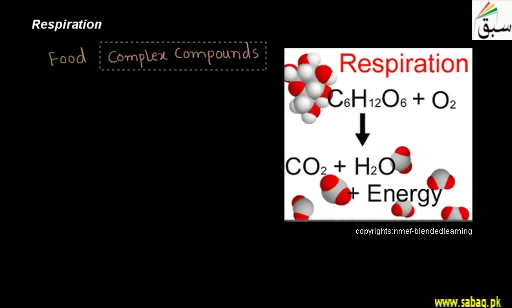 Respiration
Food Complex Compounds
Respiration
C₆H₁₂O₆ + O₂
CO₂ + H₂O
+ Energy
copyrights:nmef-blendedlearning
سبق
www.sabaq.pk